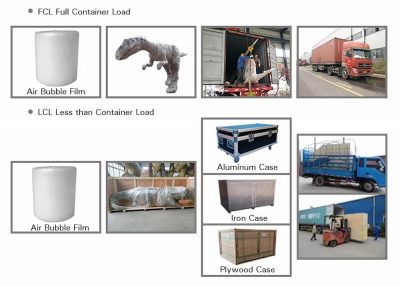 FCL Full Container Load
Air Bubble Film
LCL Less than Container Load
Aluminum Case
Air Bubble Film
Iron Case
Plywood Case